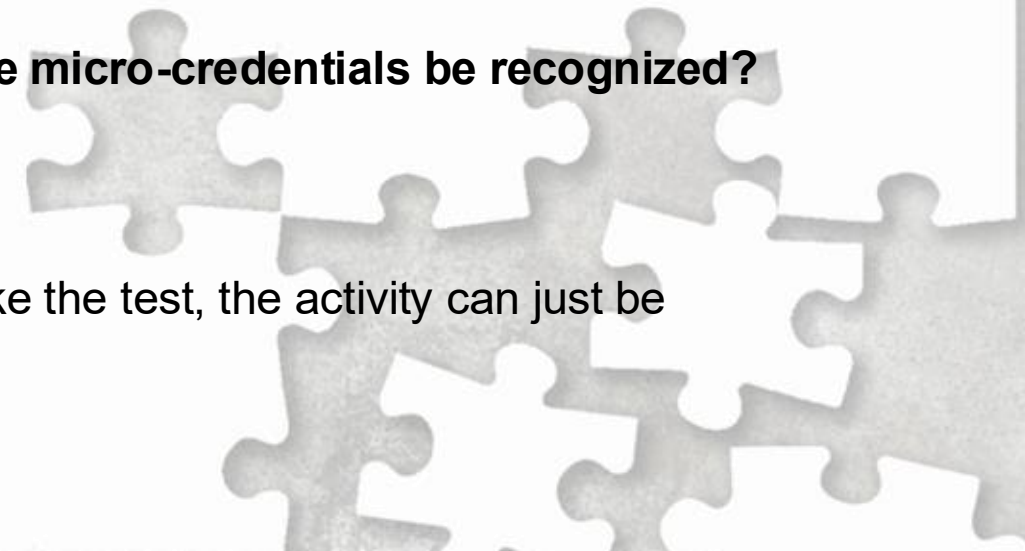 e micro-credentials be recognized?
ke the test, the activity can just be